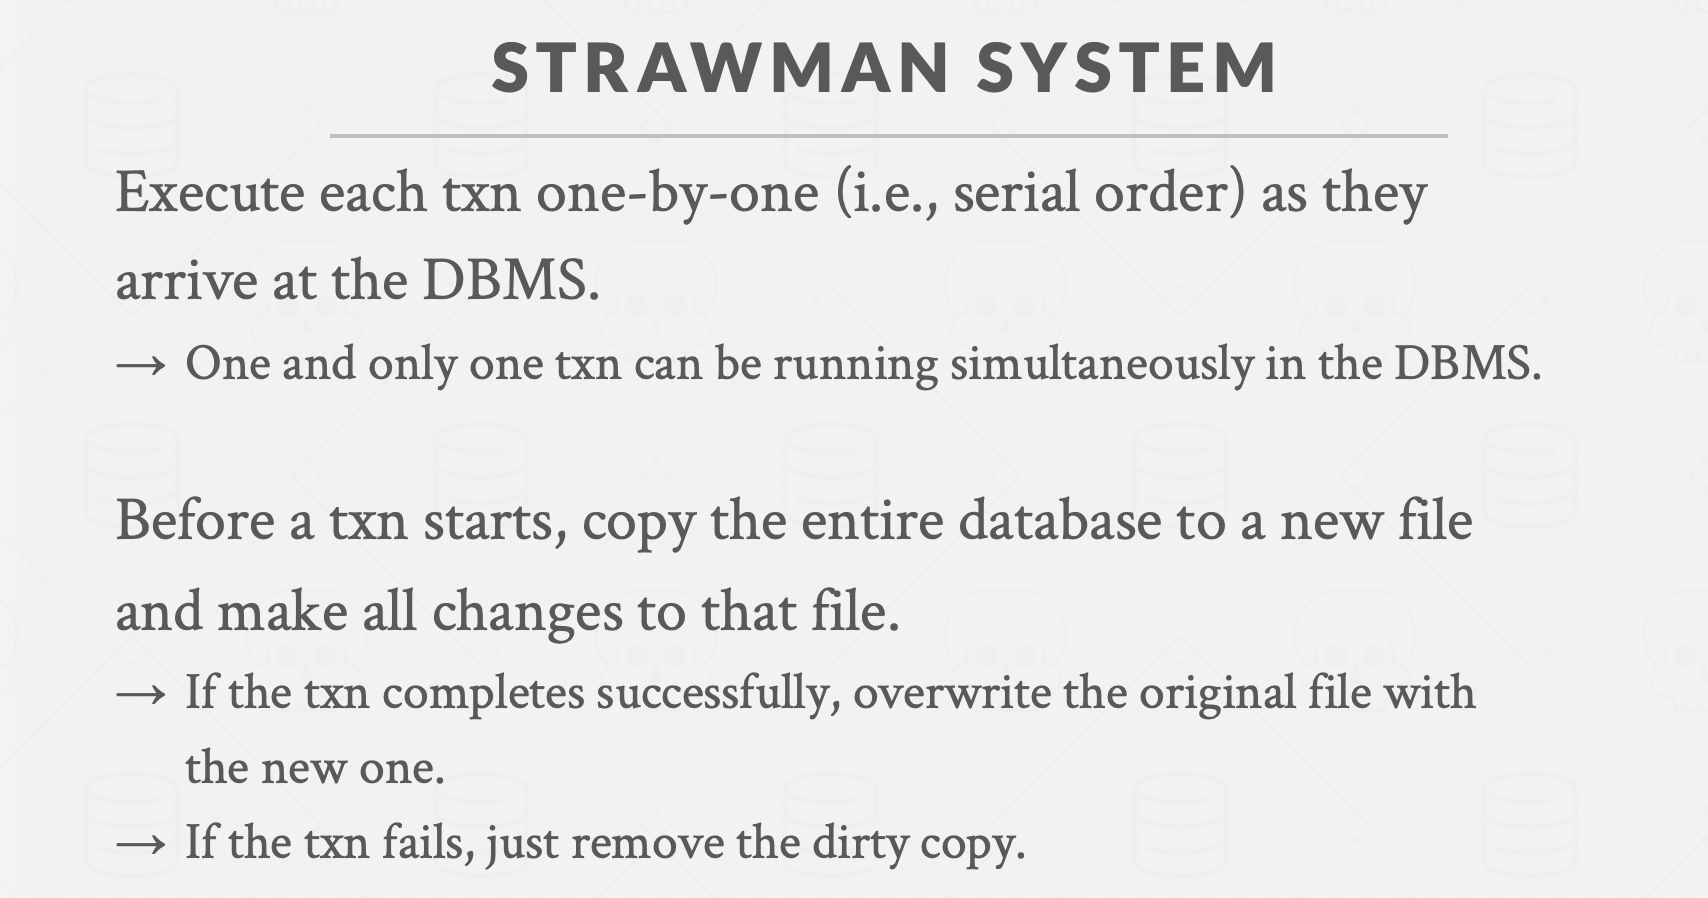 STRAWMAN SYSTEM
Execute each txn one-by-one (i.e., serial order) as they
arrive at the DBMS.
→ One and only one txn can be running simultaneously in the DBMS.
Before a txn starts, copy the entire database to a new file
and make all changes to that file.
→ If the txn completes successfully, overwrite the original file with
the new one.
→ If the txn fails, just remove the dirty copy.